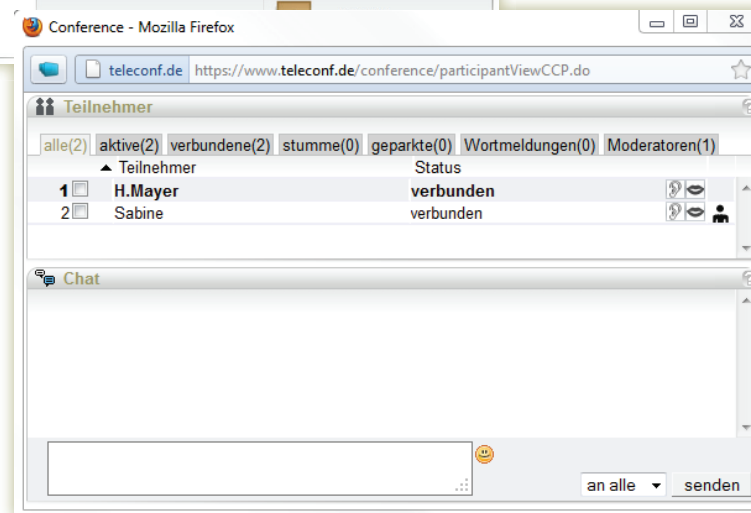 Conference - Mozilla Firefox
teleconf.de https://www.teleconf.de/conference/participantViewCCP.do
Teilnehmer
alle(2) aktive(2) verbundene(2) stumme(0) geparkte(0) Wortmeldungen(0) Moderatoren(1)
Teilnehmer Status
1 H.Mayer verbunden
2 Sabine verbunden
Chat
an alle senden